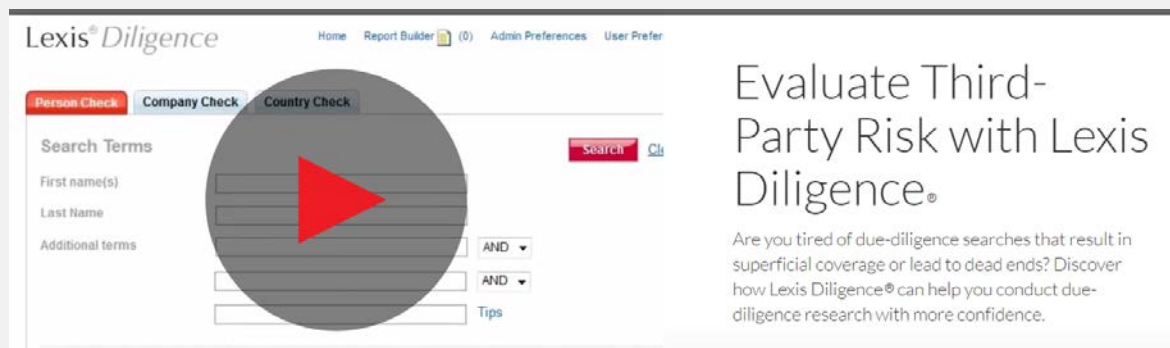 Lexis® Diligence
Home Report Builder (0) Admin Preferences User Prefer
Person Check Company Check Country Check
Search Terms
Search Cle
First name(s)
Last Name
Additional terms
AND
AND
Tips
Evaluate Third-
Party Risk with Lexis
Diligence®
Are you tired of due-diligence searches that result in
superficial coverage or lead to dead ends? Discover
how Lexis Diligence® can help you conduct due-
diligence research with more confidence.